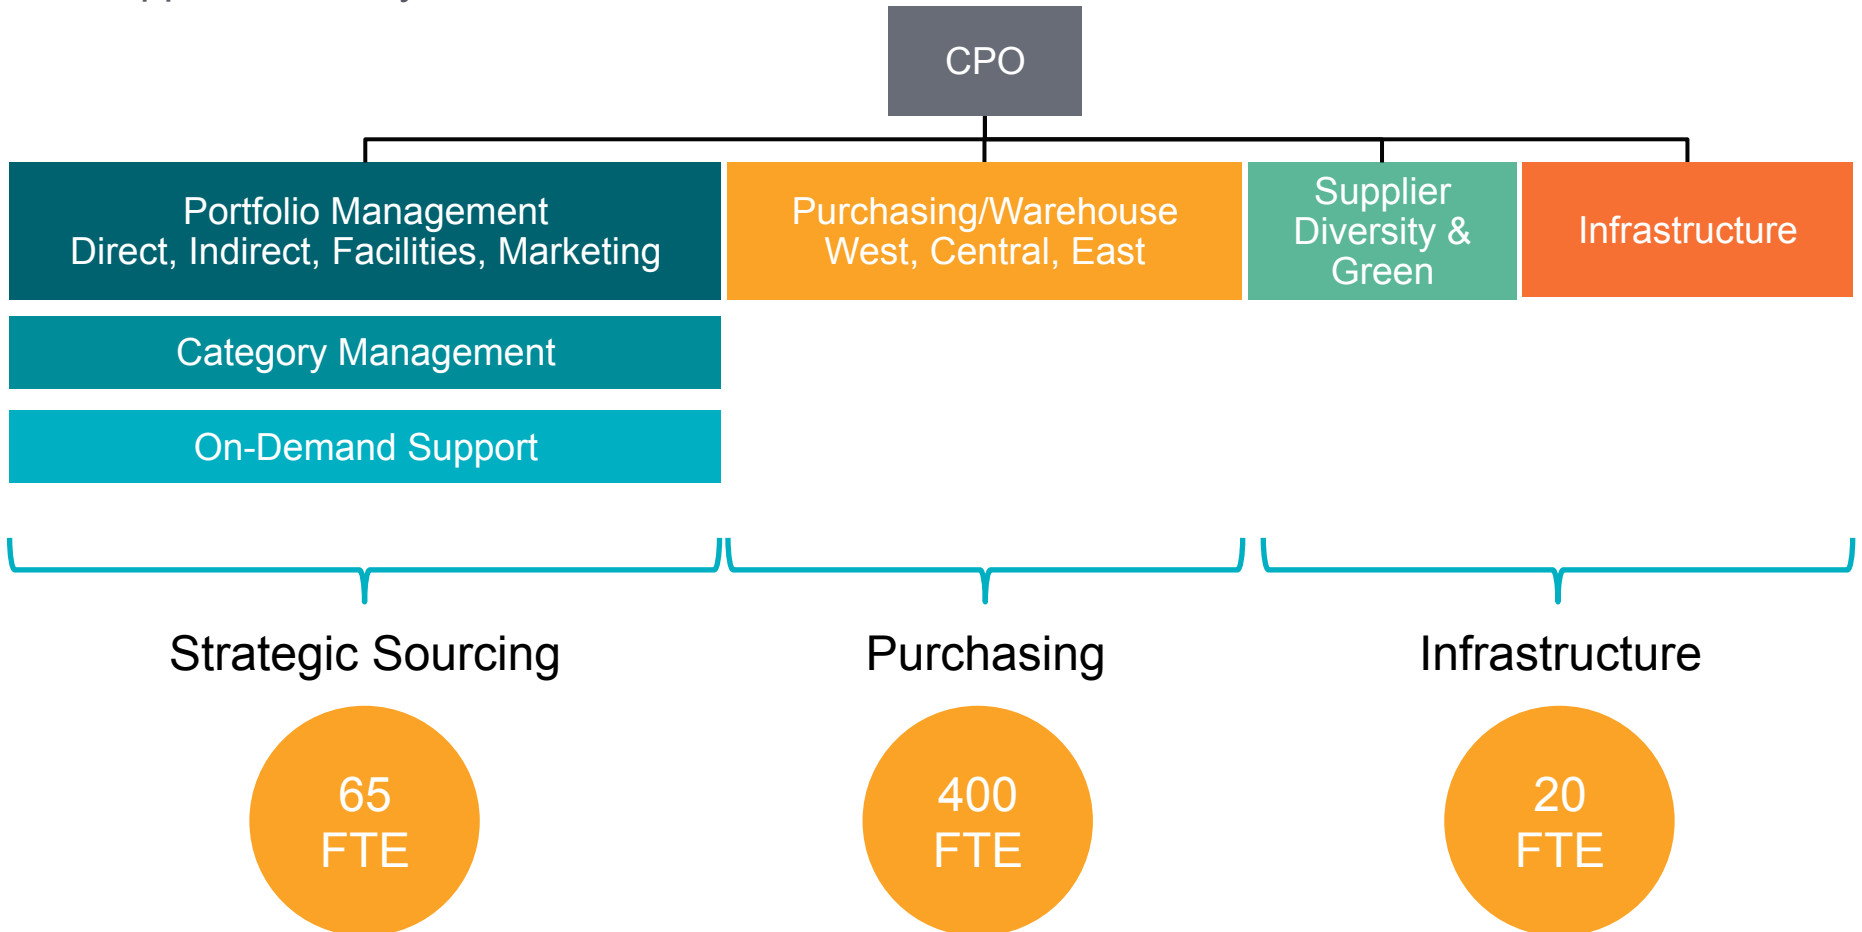 CPO
Portfolio Management
Direct, Indirect, Facilities, Marketing
Purchasing/Warehouse
West, Central, East
Supplier
Diversity &
Green
Infrastructure
Category Management
On-Demand Support
Strategic Sourcing
Purchasing
Infrastructure
65
FTE
400
FTE
20
FTE